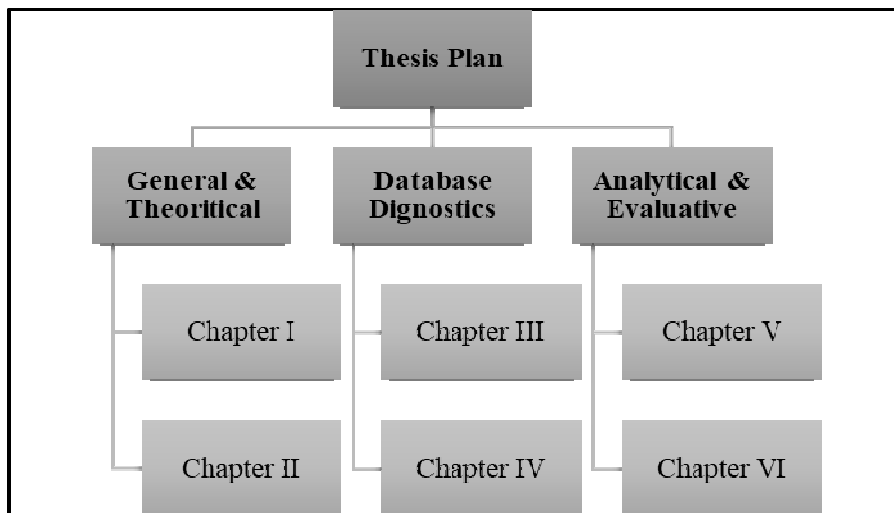 Thesis Plan
General &
Theoritical
Database
Dignostics
Analytical &
Evaluative
Chapter I
Chapter III
Chapter V
Chapter II
Chapter IV
Chapter VI